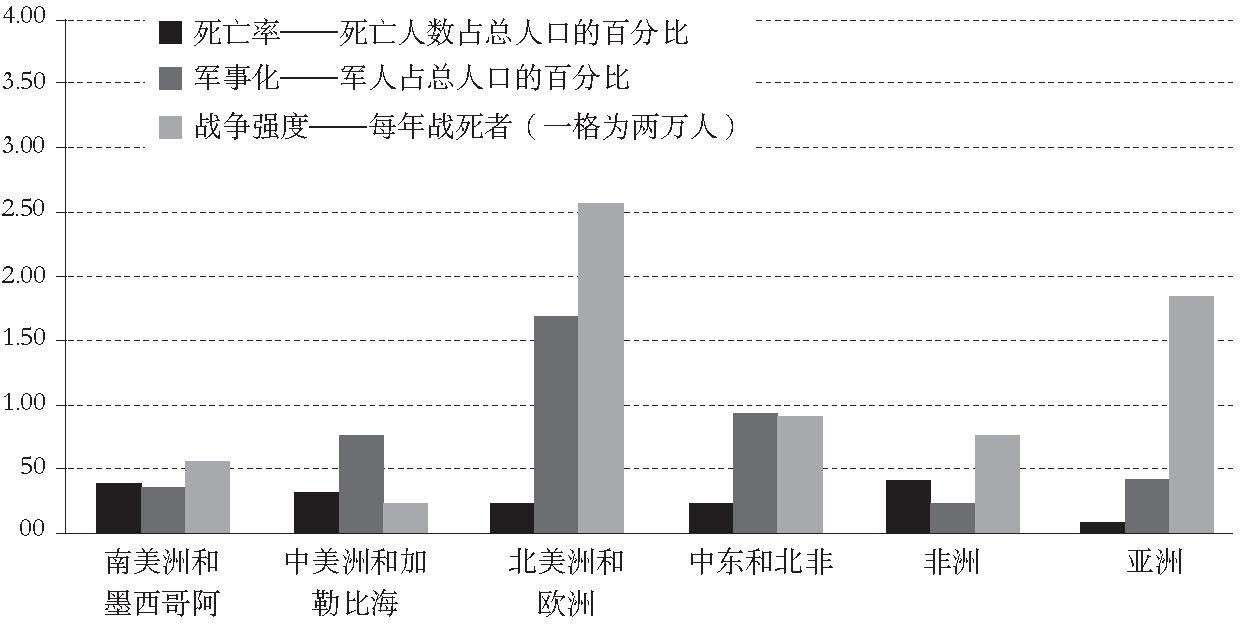 4.00
3.50
3.00
2.50
2.00
1.50
1.00
50
00
死亡率——死亡人数占总人口的百分比
军事化——军人占总人口的百分比
战争强度——每年战死者（一格为两万人）
南美洲和
墨西哥阿
中美洲和加
勒比海
北美洲和
欧洲
中东和北非
非洲
亚洲